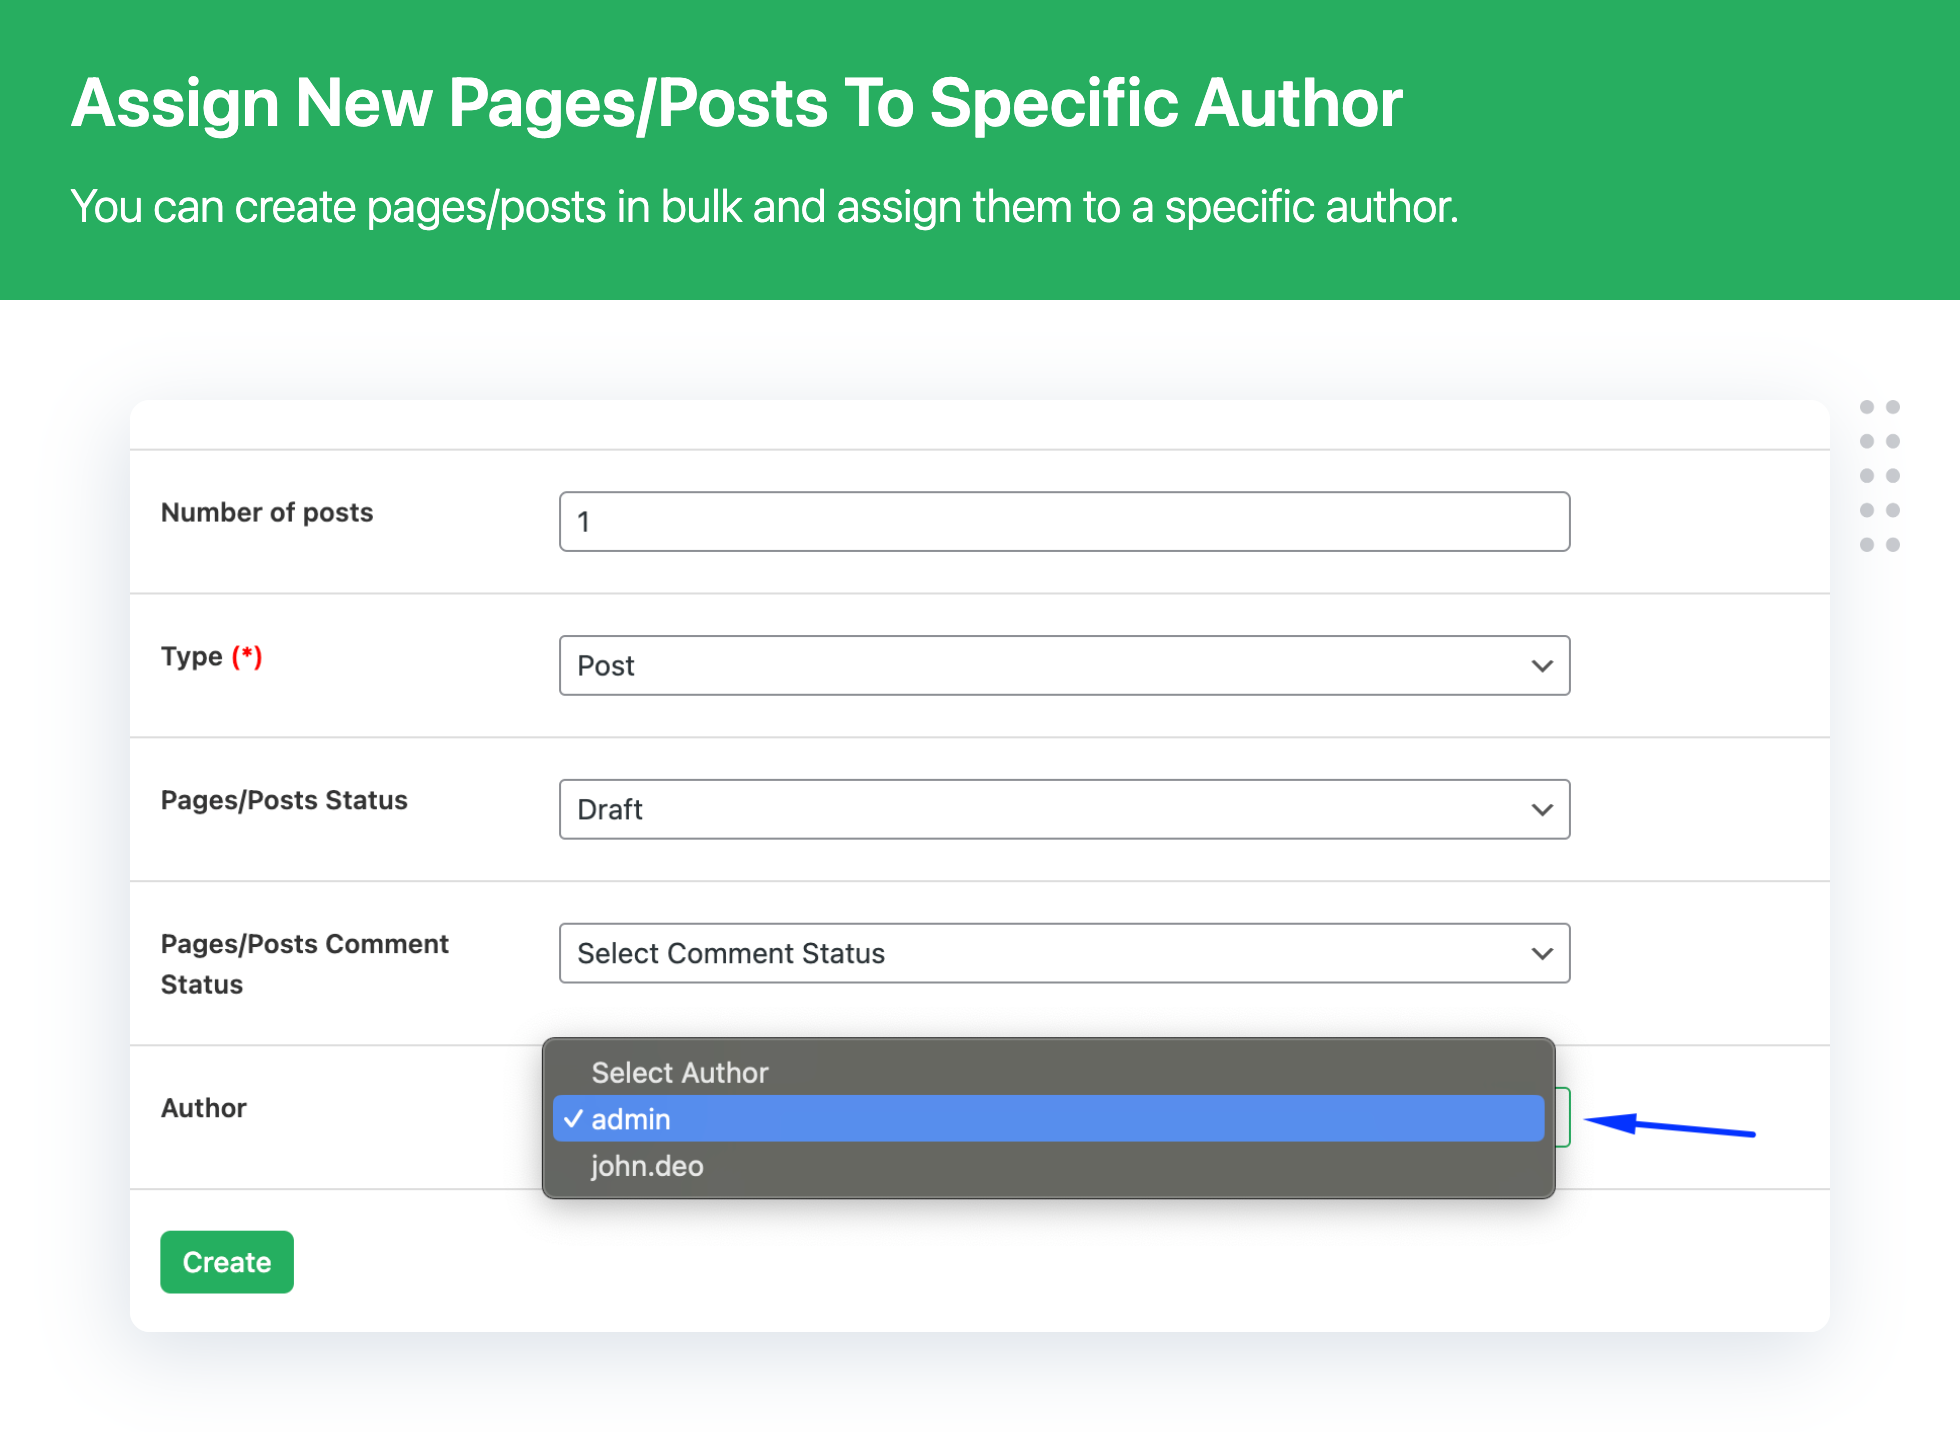 Assign New Pages/Posts To Specific Author
You can create pages/posts in bulk and assign them to a specific author.
Number of posts
1
Type (*)
Post
Pages/Posts Status
Draft
Pages/Posts Comment
Status
Select Comment Status
Author
Select Author
✓ admin
john.deo
Create